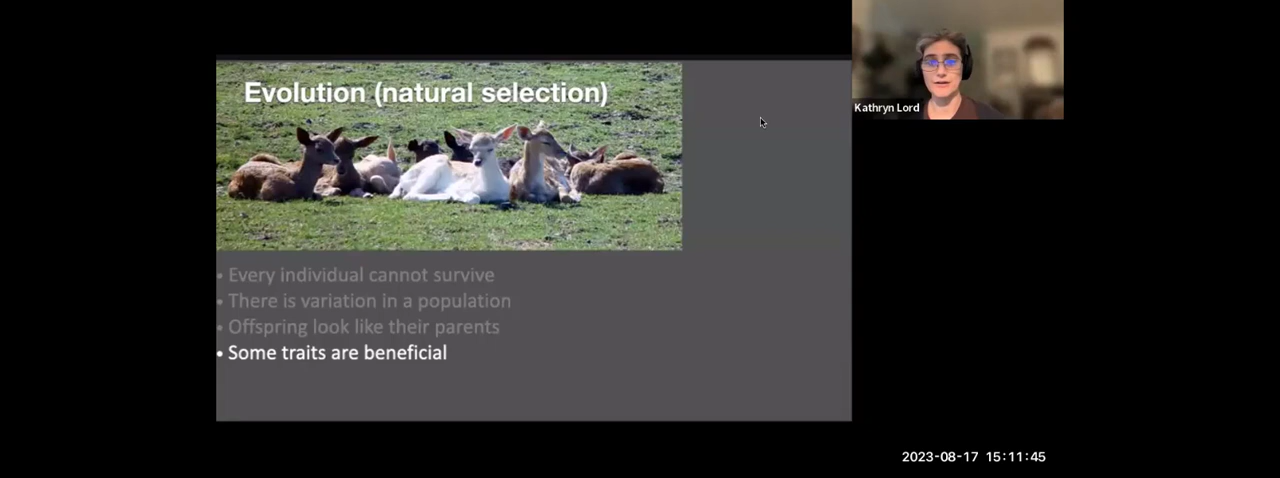 Evolution (natural selection)
Kathryn Lord
• Every individual cannot survive
• There is variation in a population
• Offspring look like their parents
• Some traits are beneficial
2023-08-17 15:11:45